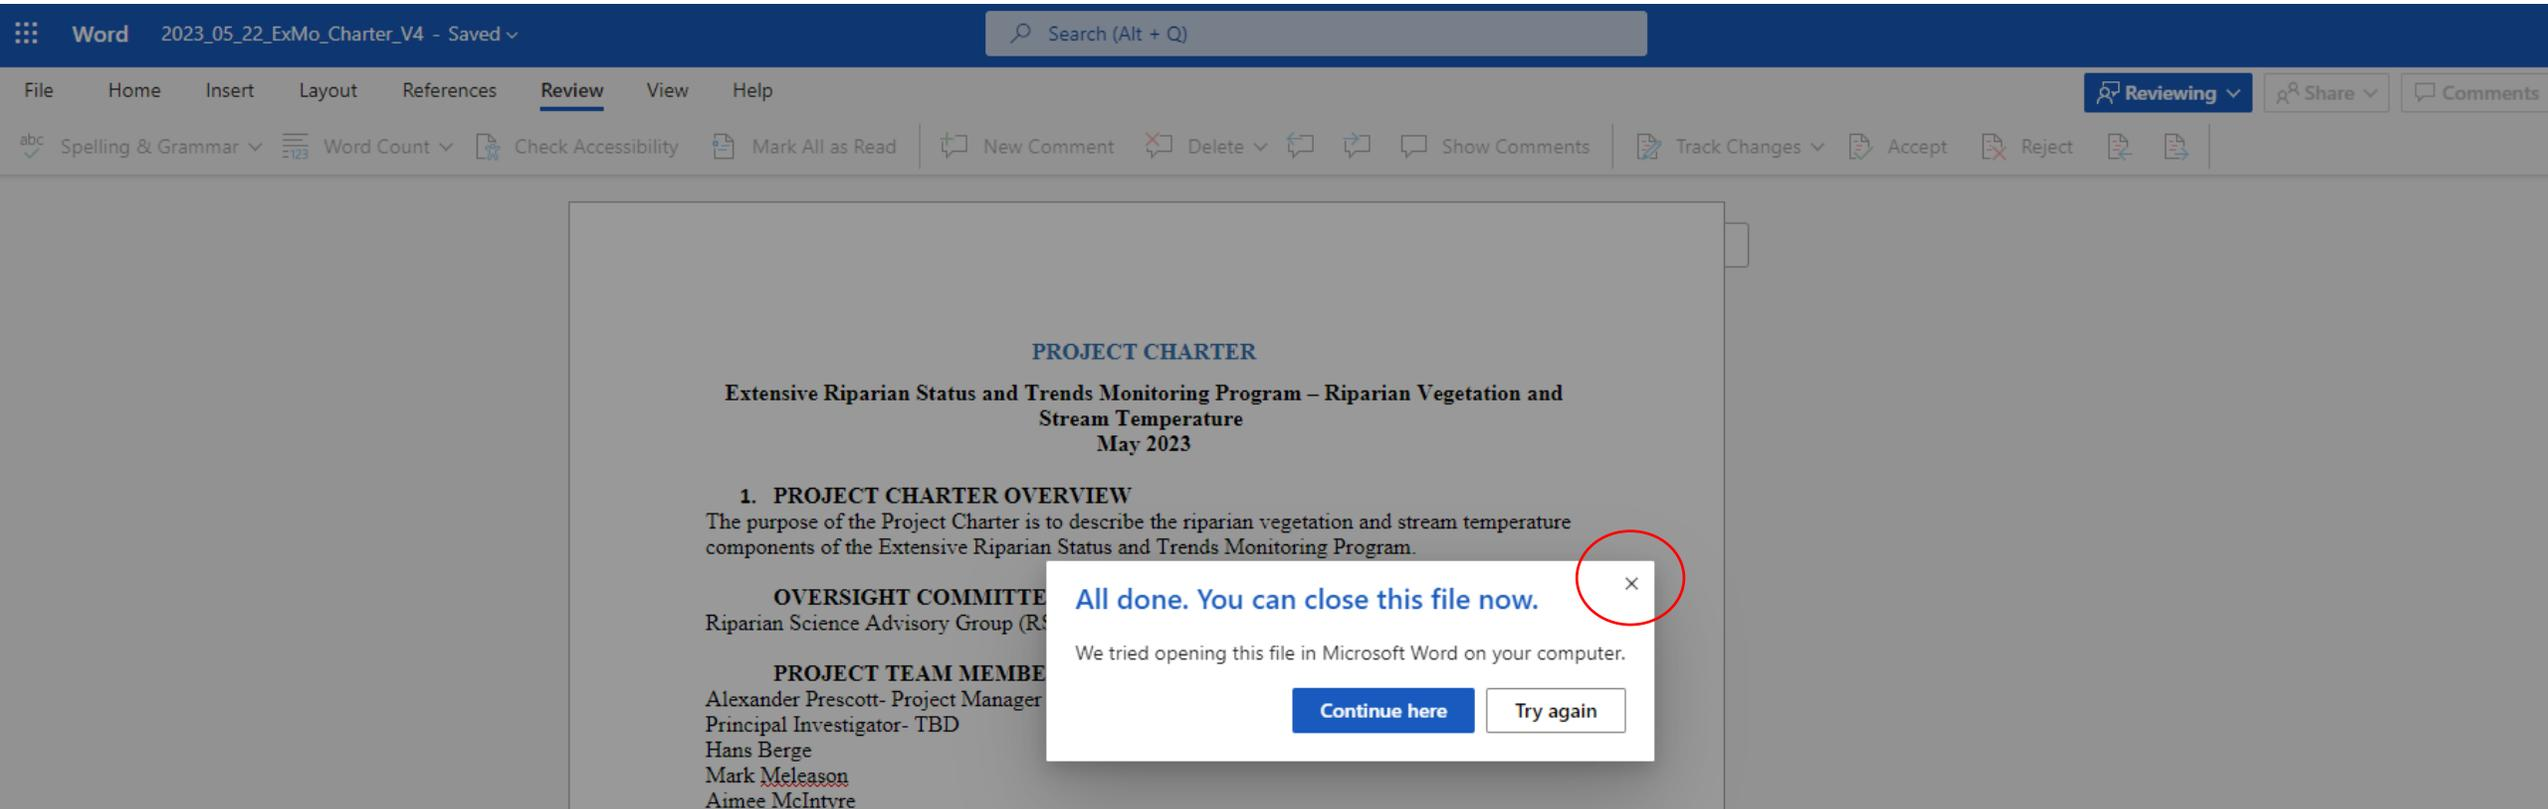 Word 2023_05_22_ExMo_Charter_V4 - Saved Search (Alt + Q)
File Home Insert Layout References Review View Help Reviewing Share Comments
abc Spelling & Grammar 123 Word Count Check Accessibility Mark All as Read New Comment Delete Show Comments Track Changes Accept Reject
PROJECT CHARTER
Extensive Riparian Status and Trends Monitoring Program – Riparian Vegetation and
Stream Temperature
May 2023
1. PROJECT CHARTER OVERVIEW
The purpose of the Project Charter is to describe the riparian vegetation and stream temperature
components of the Extensive Riparian Status and Trends Monitoring Program.
OVERSIGHT COMMITTE
Riparian Science Advisory Group (RS
PROJECT TEAM MEMBE
Alexander Prescott- Project Manager
Principal Investigator- TBD
Hans Berge
Mark Meleason
Aimee McIntyre
All done. You can close this file now.
We tried opening this file in Microsoft Word on your computer.
Continue here Try again